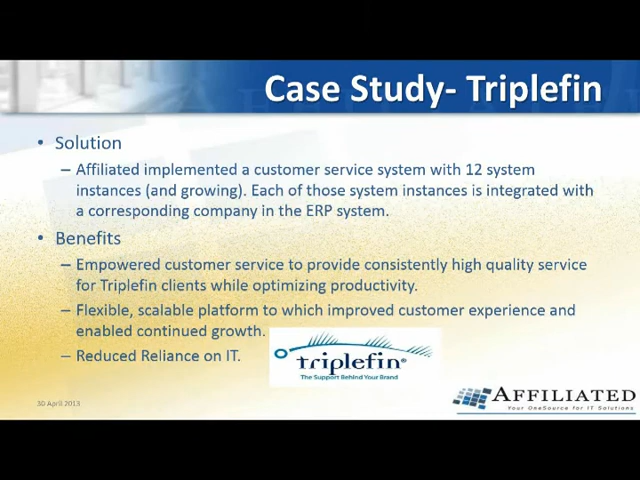 Case Study- Triplefin
• Solution
– Affiliated implemented a customer service system with 12 system
instances (and growing). Each of those system instances is integrated with
a corresponding company in the ERP system.
• Benefits
– Empowered customer service to provide consistently high quality service
for Triplefin clients while optimizing productivity.
– Flexible, scalable platform to which improved customer experience and
enabled continued growth.
– Reduced Reliance on IT.
triplefin®
The Support Behind Your Brand
30 April 2013
AFFILIATED
Your OneSource for IT Solutions